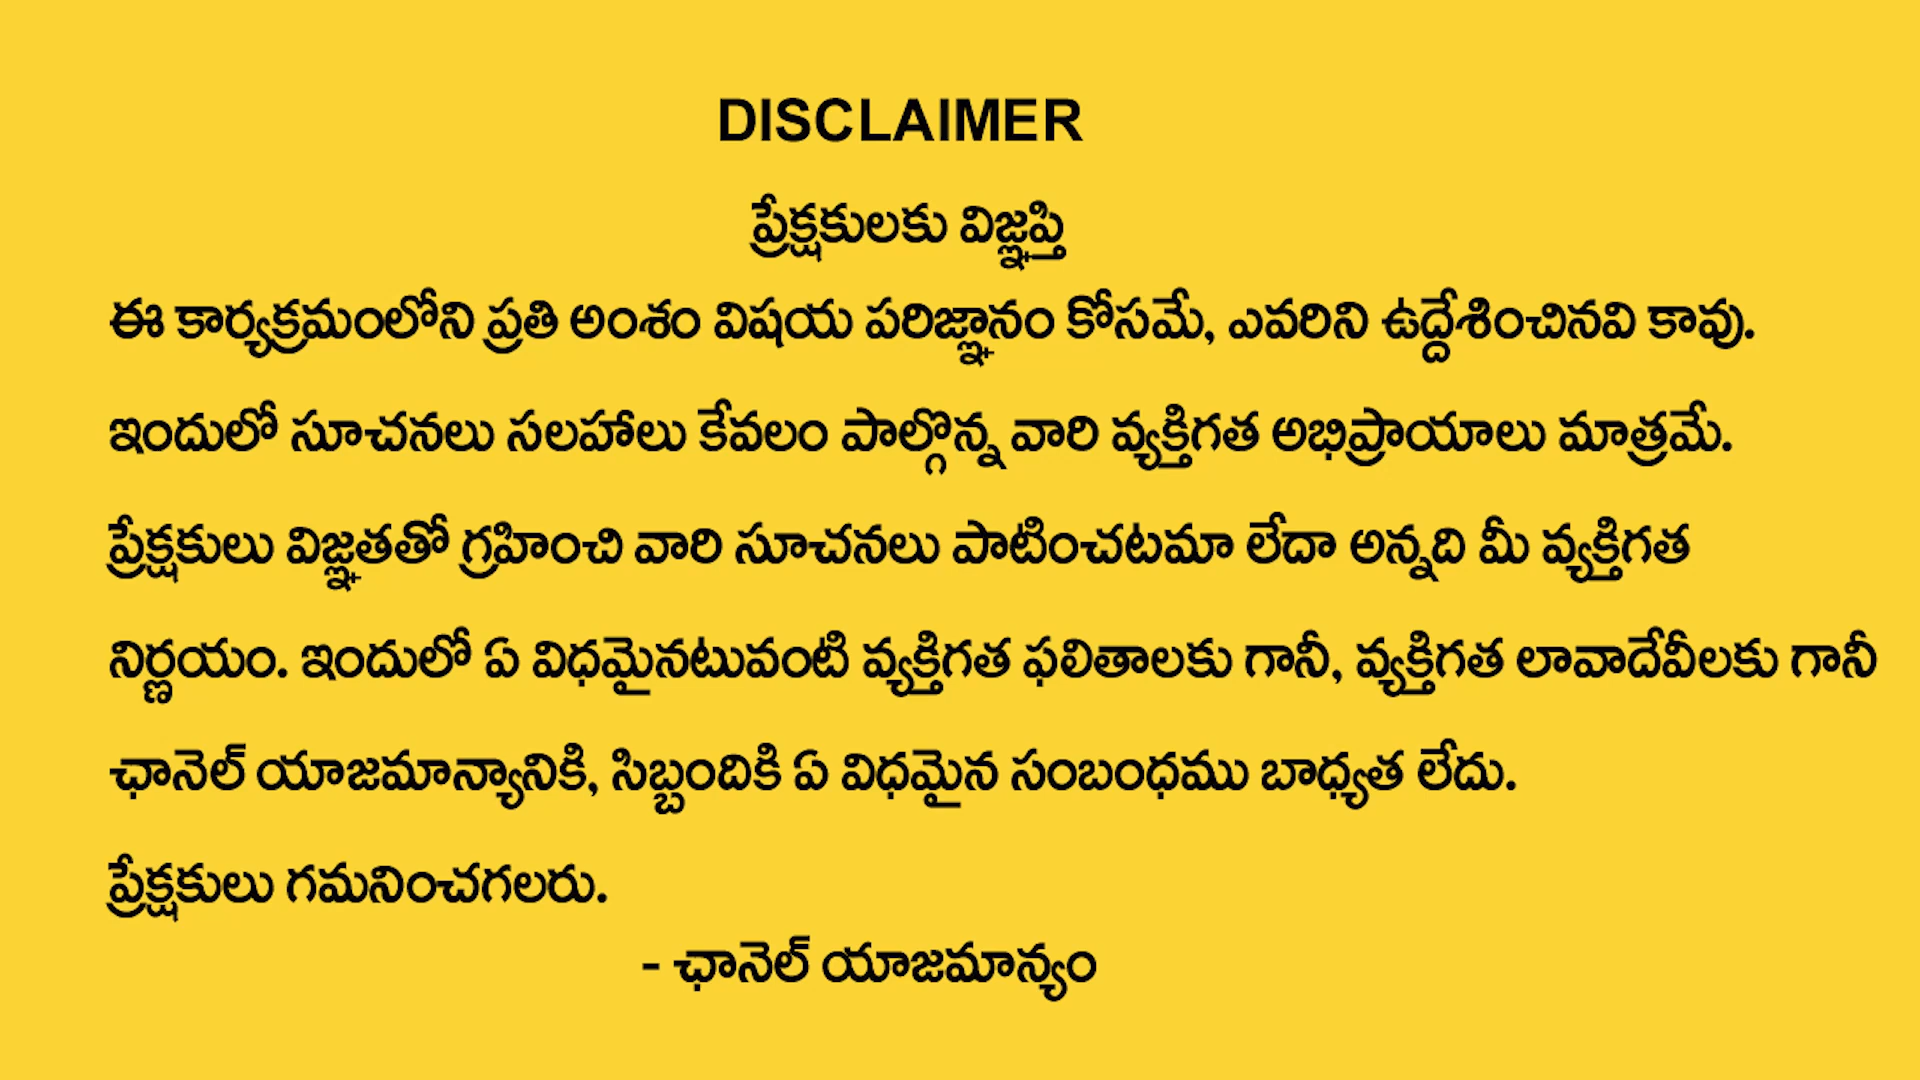 DISCLAIMER
ప్రేక్షకులకు విజ్ఞప్తి
ఈ కార్యక్రమంలోని ప్రతి అంశం విషయ పరిజ్ఞానం కోసమే, ఎవరిని ఉద్దేశించినవి కావు.
ఇందులో సూచనలు సలహాలు కేవలం పాల్గొన్న వారి వ్యక్తిగత అభిప్రాయాలు మాత్రమే.
ప్రేక్షకులు విజ్ఞతతో గ్రహించి వారి సూచనలు పాటించటమా లేదా అన్నది మీ వ్యక్తిగత
నిర్ణయం. ఇందులో ఏ విధమైనటువంటి వ్యక్తిగత ఫలితాలకు గానీ, వ్యక్తిగత లావాదేవీలకు గానీ
ఛానెల్ యాజమాన్యానికి, సిబ్బందికి ఏ విధమైన సంబంధము బాధ్యత లేదు.
ప్రేక్షకులు గమనించగలరు.
- ఛానెల్ యాజమాన్యం